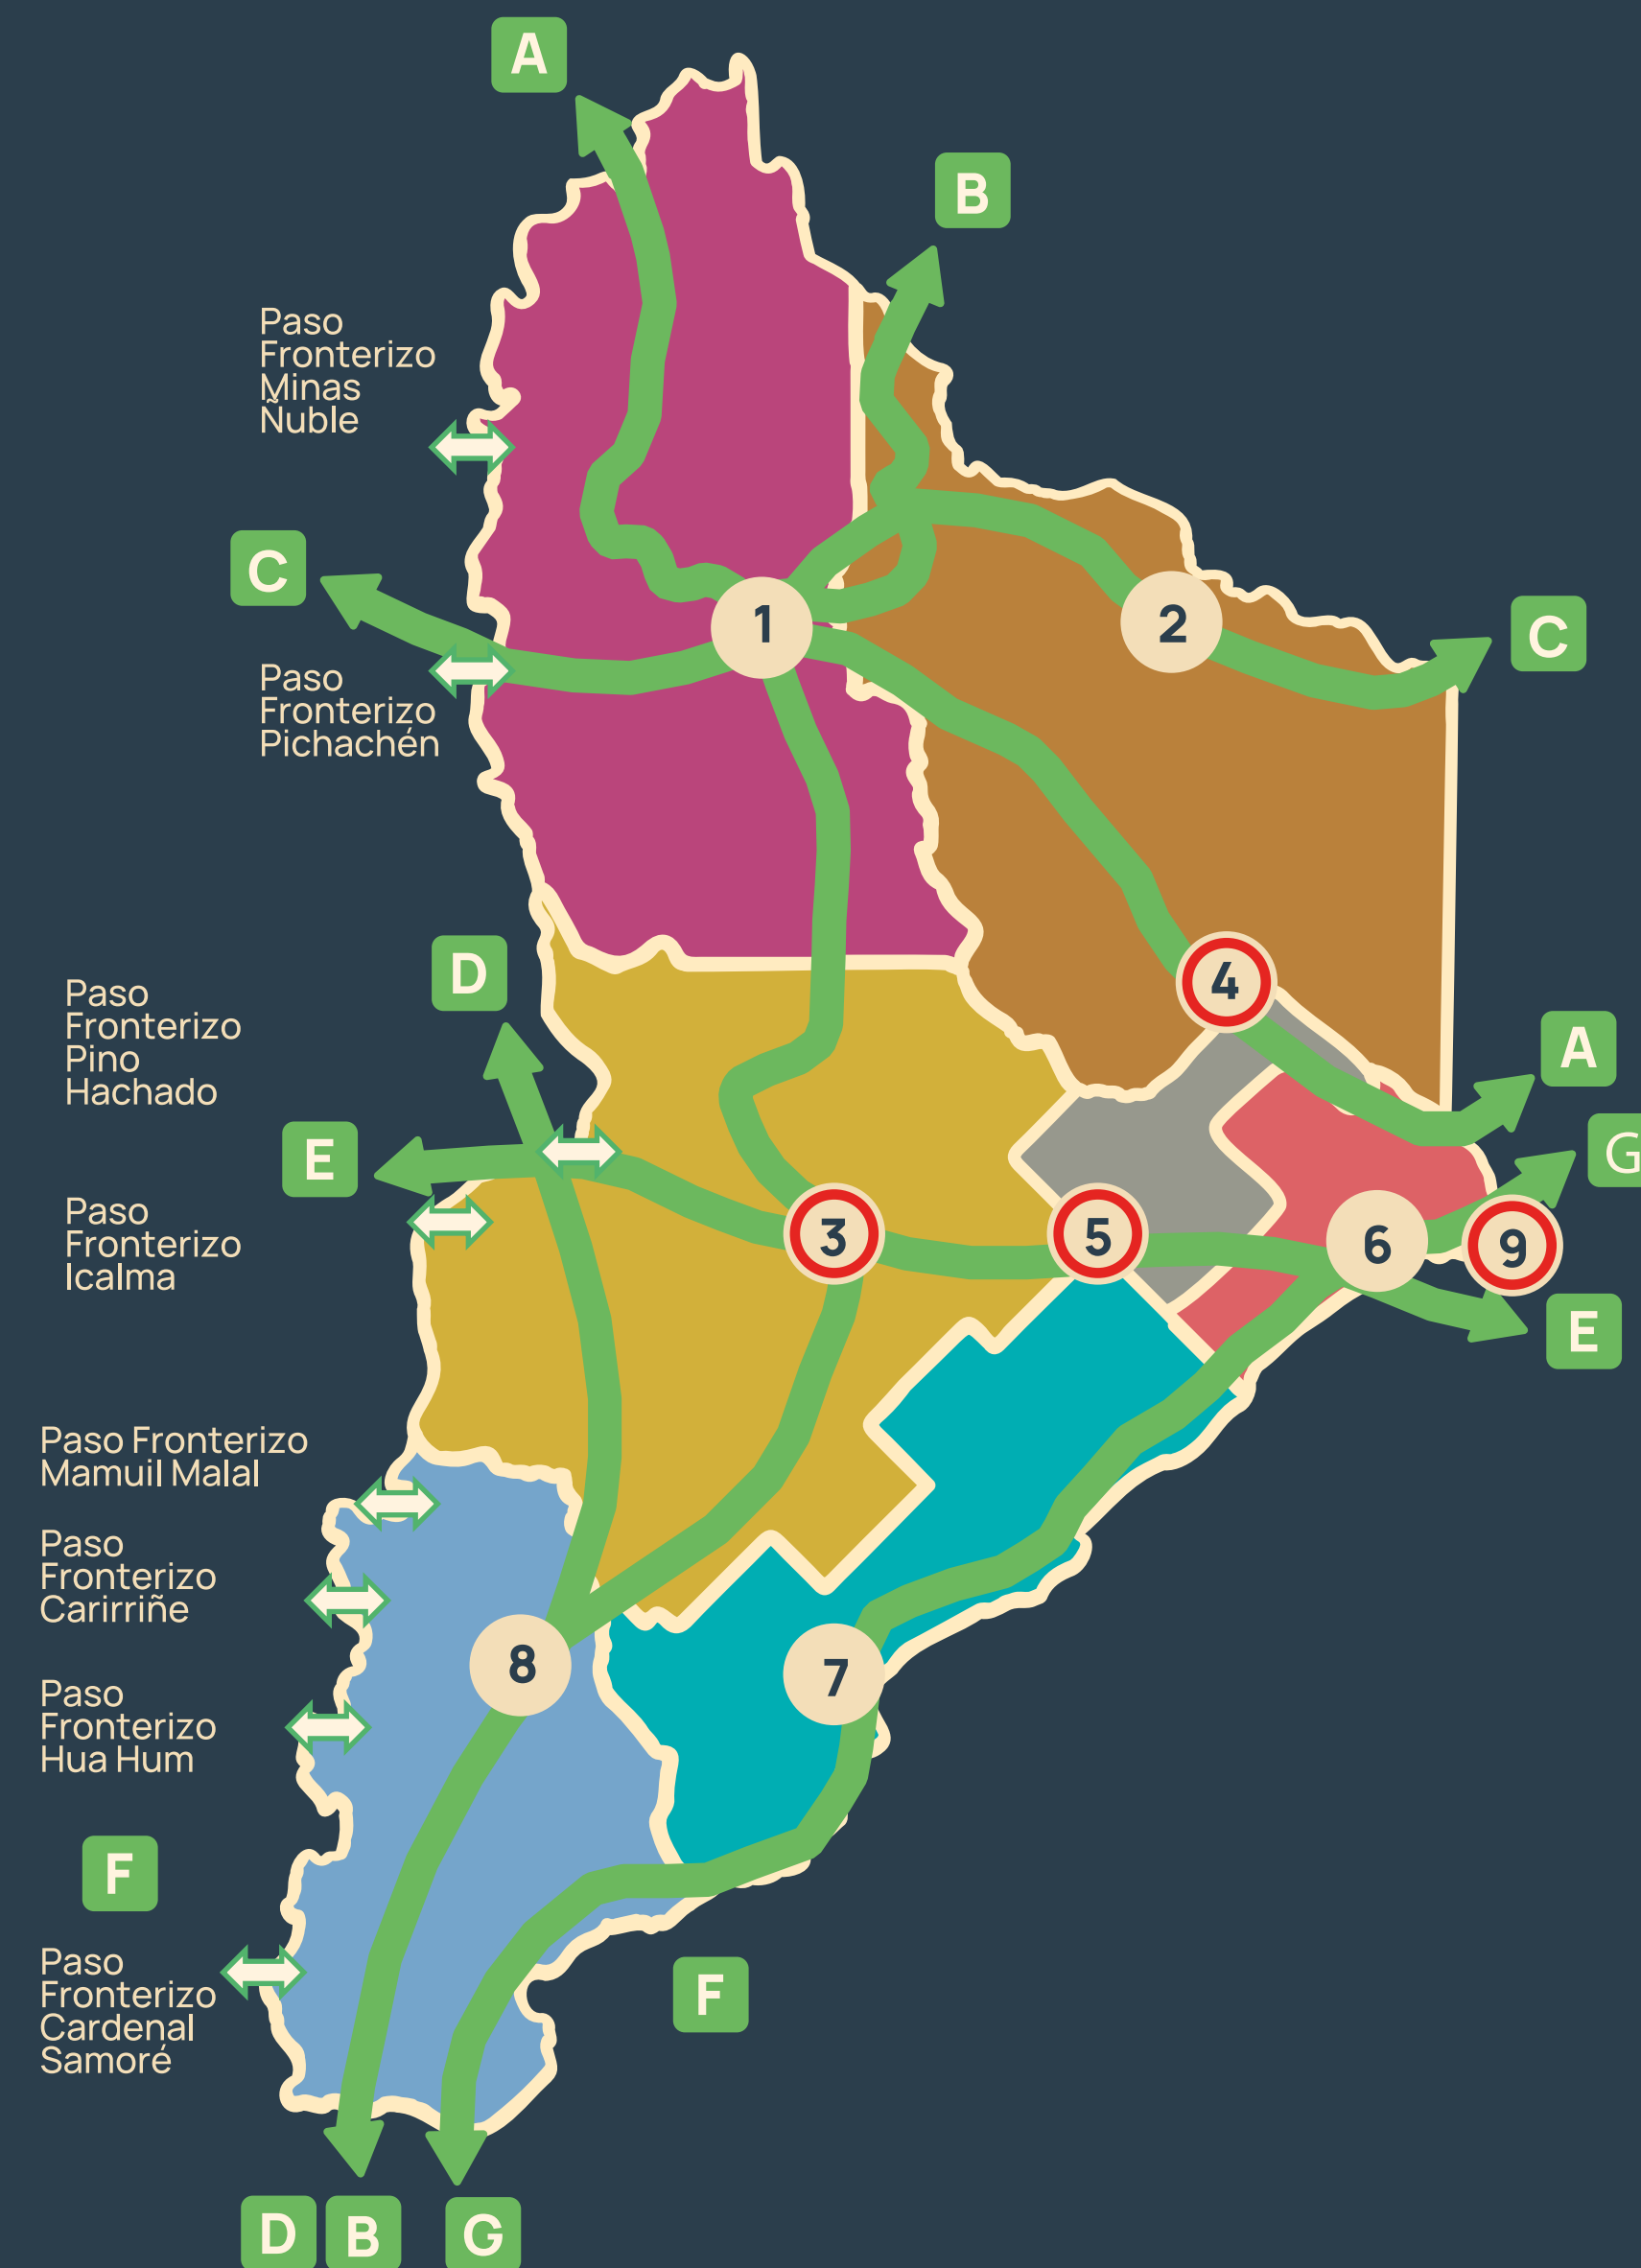 A
B
Paso
Fronterizo
Minas
Ñuble
C
1
2
C
Paso
Fronterizo
Pichachén
D
4
Paso
Fronterizo
Pino
Hachado
A
E
G
Paso
Fronterizo
Icalma
3
5
6
9
E
Paso Fronterizo
Mamuil Malal
Paso
Fronterizo
Carirriñe
8
7
Paso
Fronterizo
Hua Hum
F
Paso
Fronterizo
Cardenal
Samoré
F
D
B
G